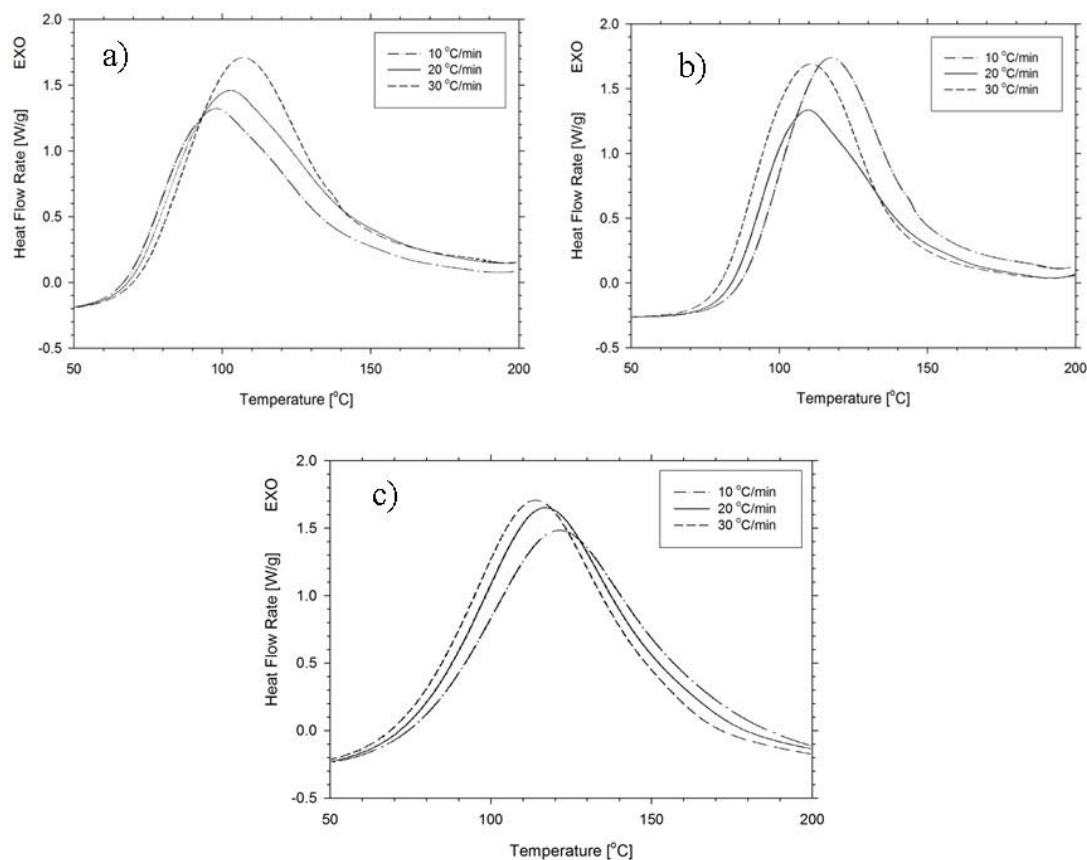 a)
EXO
Heat Flow Rate [W/g]
2.0
1.5
1.0
0.5
0.0
-0.5
10 °C/min
20 °C/min
30 °C/min
50 100 150 200
Temperature [°C]
b)
EXO
Heat Flow Rate [W/g]
2.0
1.5
1.0
0.5
0.0
-0.5
10 °C/min
20 °C/min
30 °C/min
50 100 150 200
Temperature [°C]
c)
EXO
Heat Flow Rate [W/g]
2.0
1.5
1.0
0.5
0.0
-0.5
10 °C/min
20 °C/min
30 °C/min
50 100 150 200
Temperature [°C]